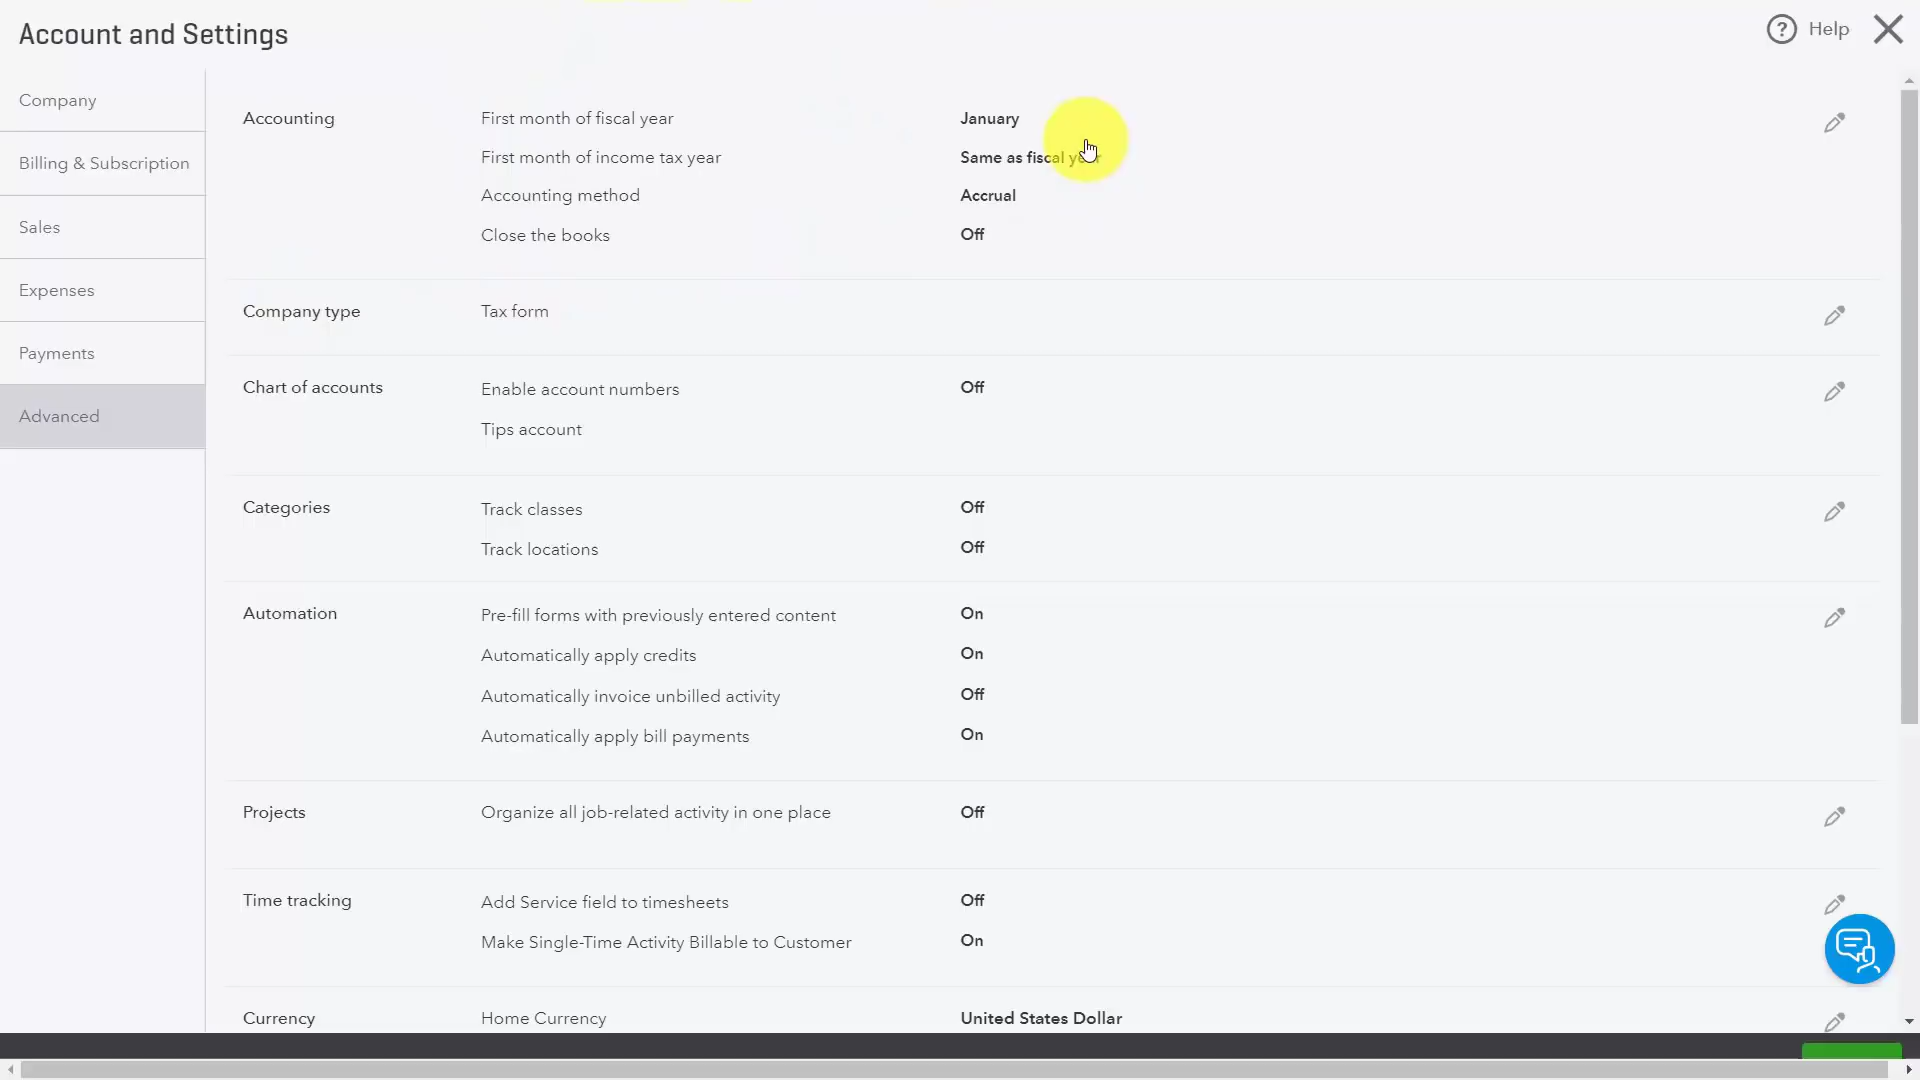 Account and Settings
? Help
Company
Billing & Subscription
Sales
Expenses
Payments
Advanced
Accounting
First month of fiscal year January
First month of income tax year Same as fiscal year
Accounting method Accrual
Close the books Off
Company type Tax form
Chart of accounts Enable account numbers Off
Tips account
Categories Track classes Off
Track locations Off
Automation Pre-fill forms with previously entered content On
Automatically apply credits On
Automatically invoice unbilled activity Off
Automatically apply bill payments On
Projects Organize all job-related activity in one place Off
Time tracking Add Service field to timesheets Off
Make Single-Time Activity Billable to Customer On
Currency Home Currency United States Dollar